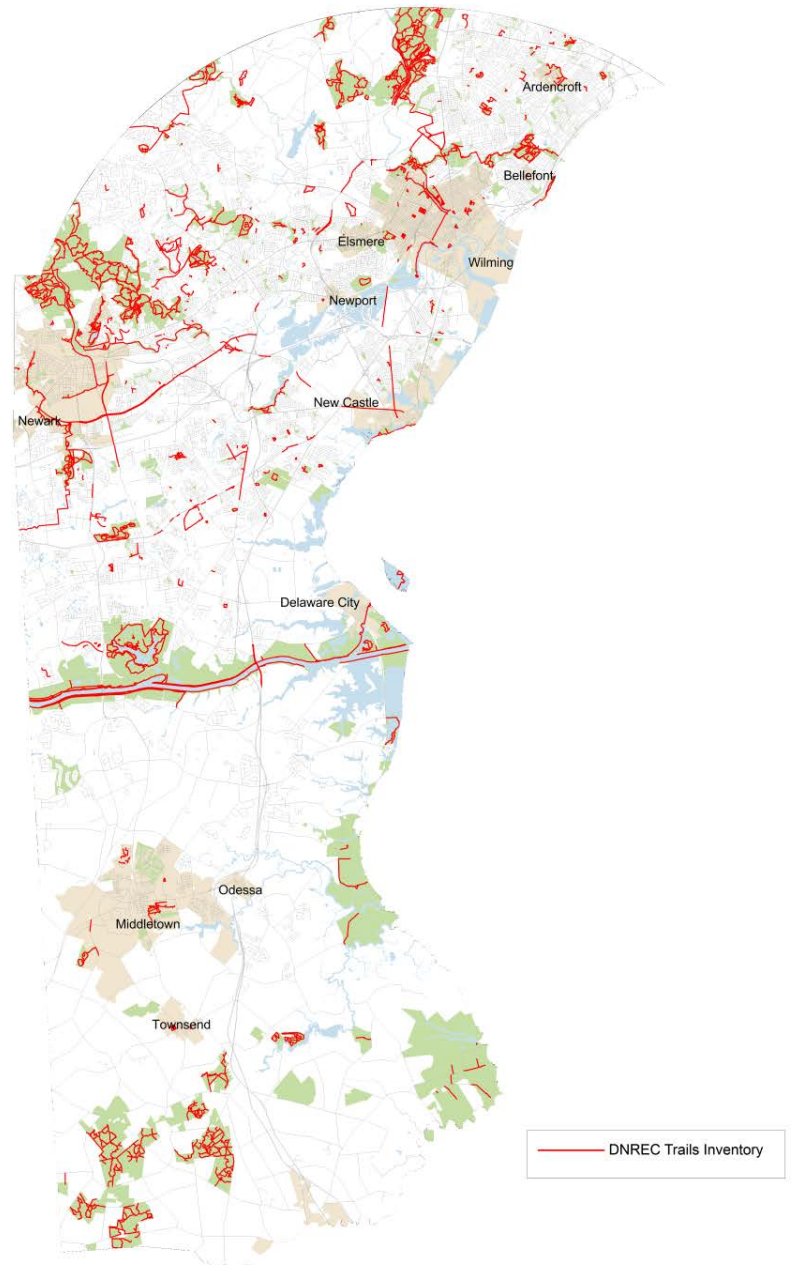 Ardencroft
Bellefont
Elsmere
Wilming
Newport
New Castle
Newark
Delaware City
Odessa
Middletown
Townsend
DNREC Trails Inventory